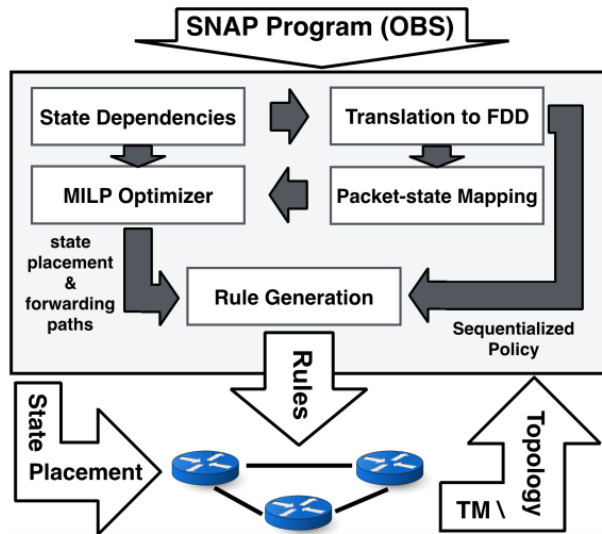 SNAP Program (OBS)
State Dependencies
Translation to FDD
MILP Optimizer
Packet-state Mapping
state
placement
&
forwarding
paths
Rule Generation
Sequentialized
Policy
Rules
State
Placement
Topology
TM \